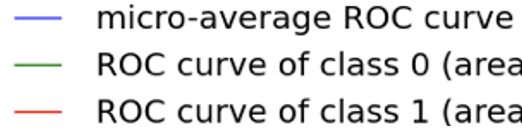 micro-average ROC curve
ROC curve of class 0 (area
ROC curve of class 1 (area